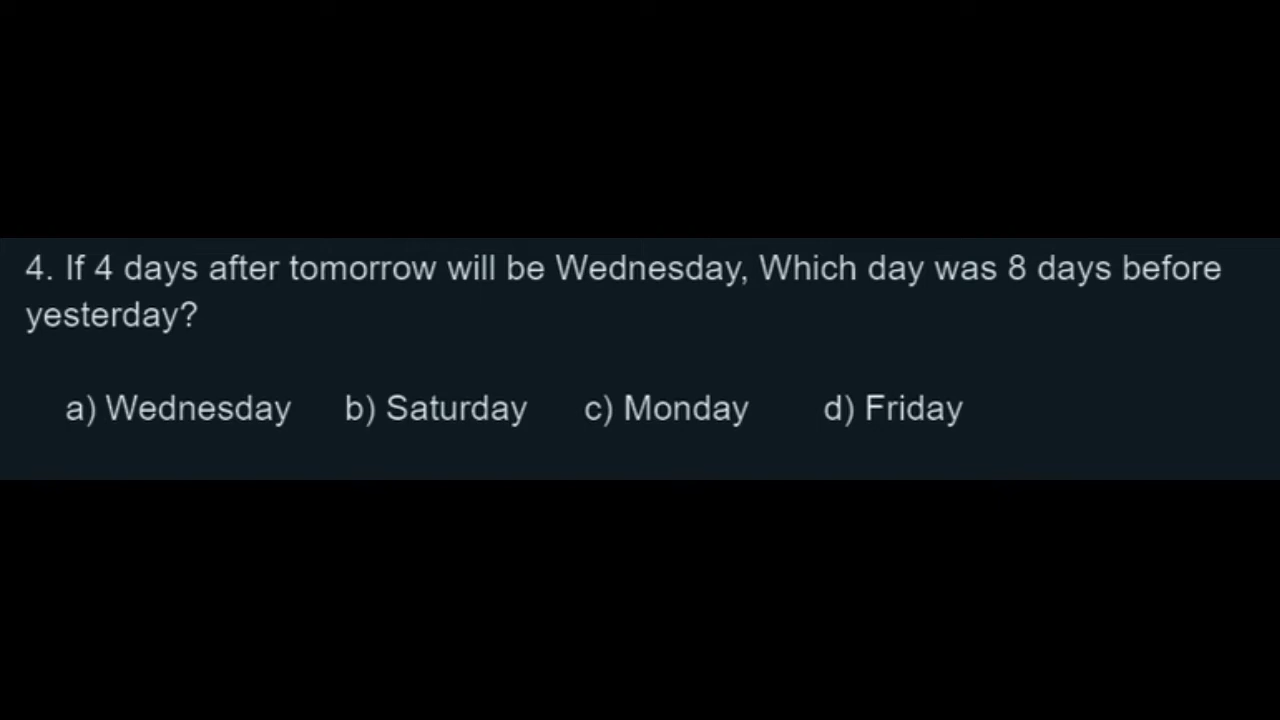 4. If 4 days after tomorrow will be Wednesday, Which day was 8 days before
yesterday?
a) Wednesday b) Saturday c) Monday d) Friday